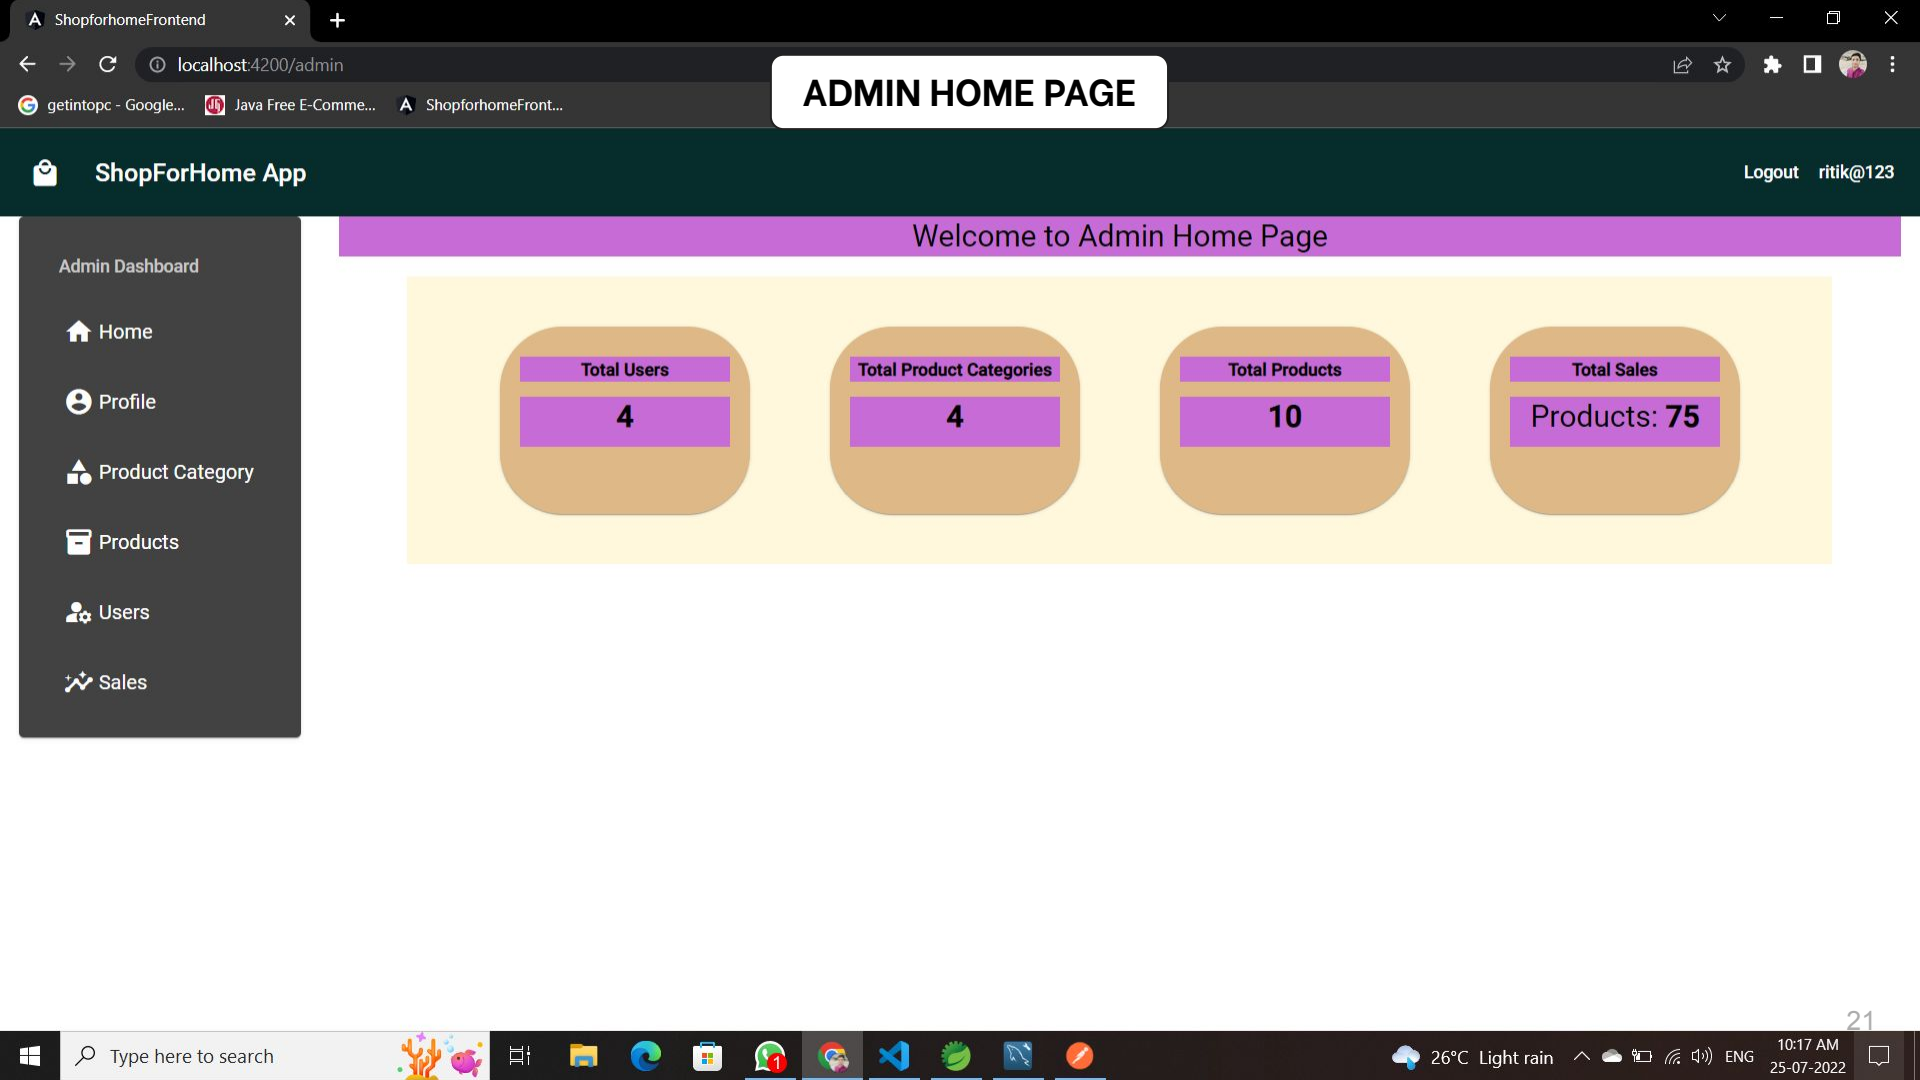 ShopforhomeFrontend
localhost:4200/admin
getintopc - Google...
Java Free E-Comme...
ShopforhomeFront...
ADMIN HOME PAGE
ShopForHome App
Logout
ritik@123
Welcome to Admin Home Page
Admin Dashboard
Home
Profile
Product Category
Products
Users
Sales
Total Users
4
Total Product Categories
4
Total Products
10
Total Sales
Products: 75
21
Type here to search
1
26°C Light rain
ENG
10:17 AM
25-07-2022